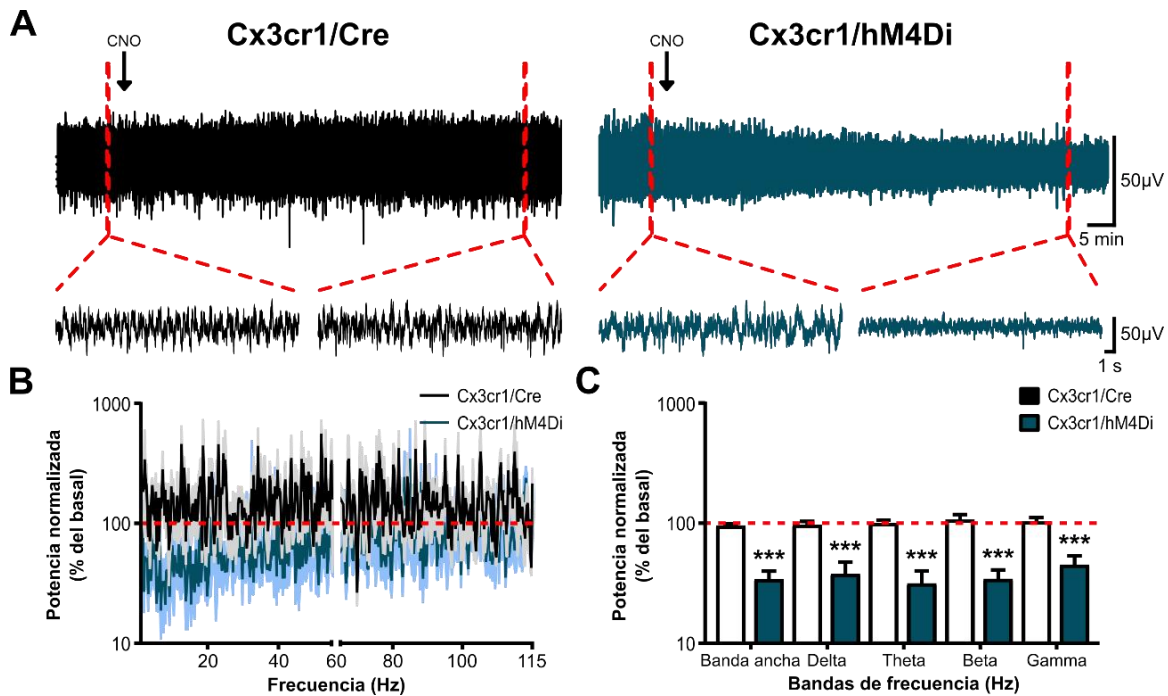 A
Cx3cr1/Cre
Cx3cr1/hM4Di
CNO
CNO
50µV
5 min
50µV
1 s
B
Cx3cr1/Cre
Cx3cr1/hM4Di
1000
100
10
Potencia normalizada
(% del basal)
20
40
60
80
100
115
Frecuencia (Hz)
C
Cx3cr1/Cre
Cx3cr1/hM4Di
1000
100
10
Potencia normalizada
(% del basal)
***
***
***
***
***
Banda ancha
Delta
Theta
Beta
Gamma
Bandas de frecuencia (Hz)